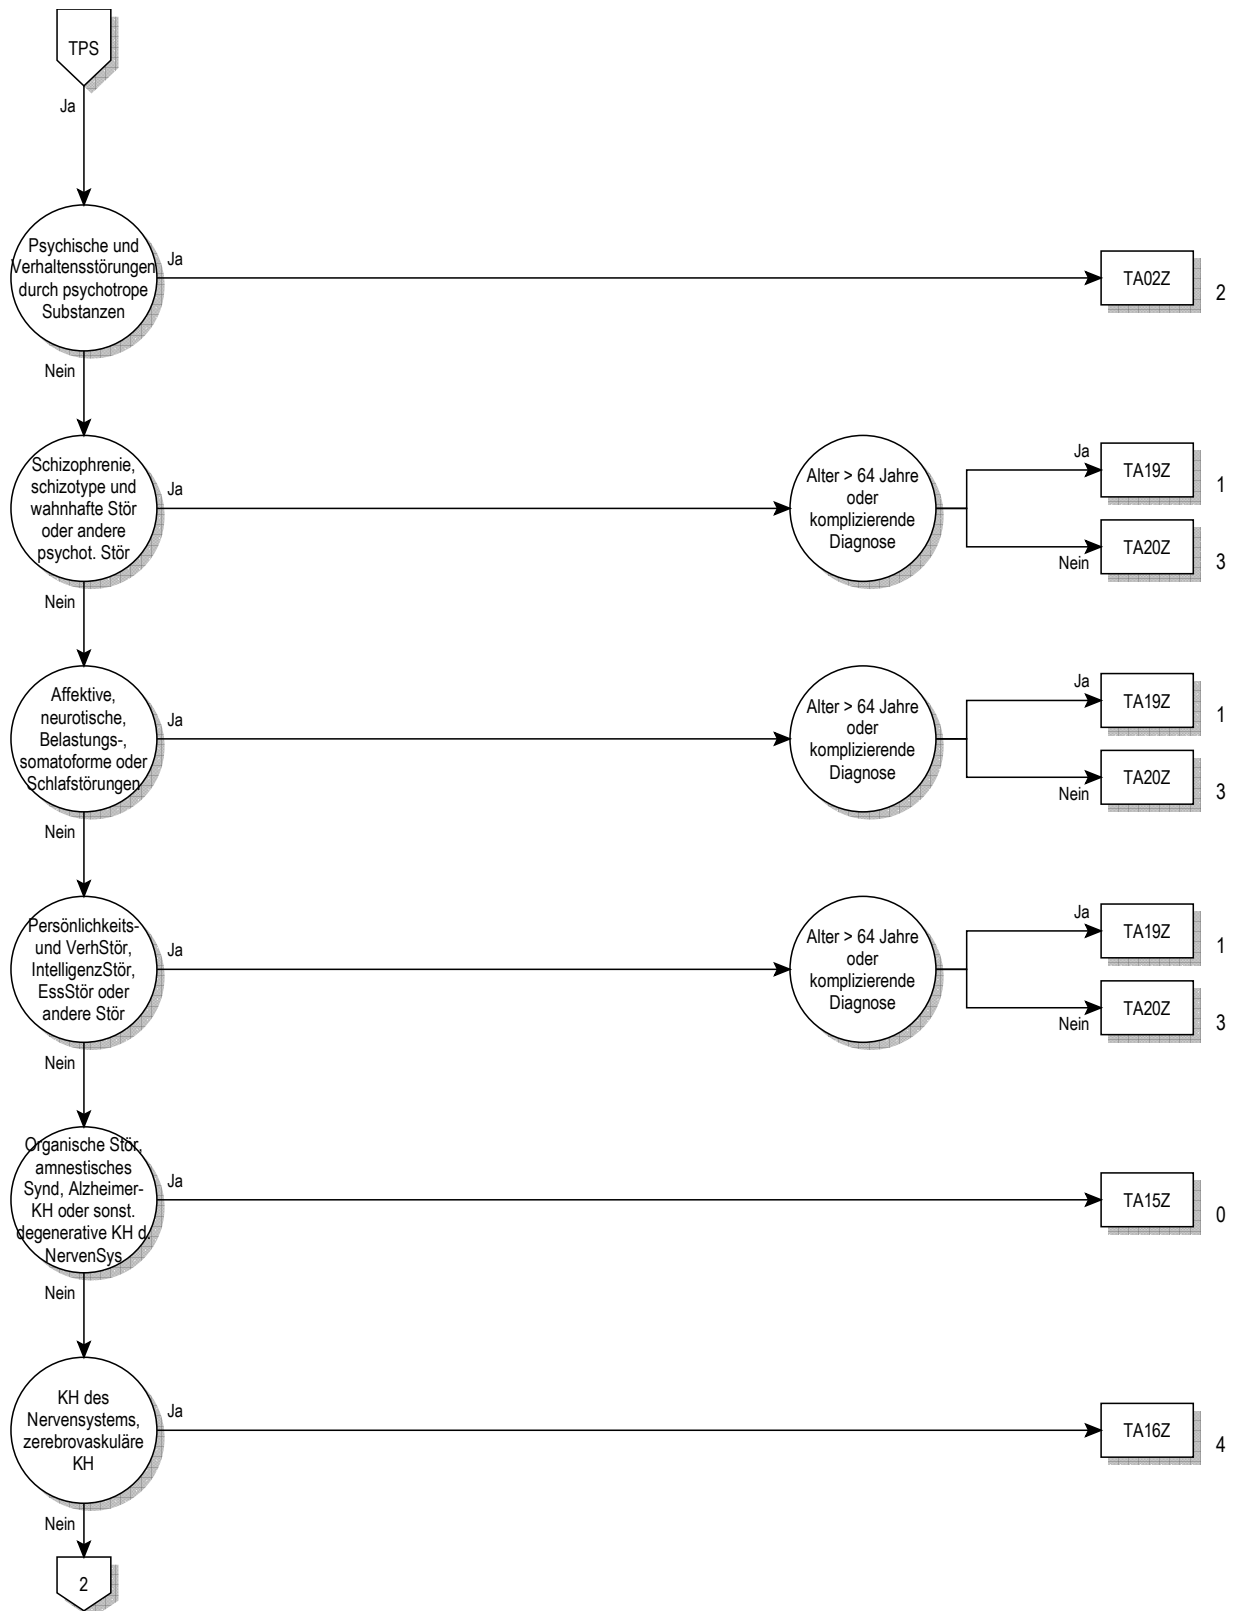 TPS
Ja
Psychische und
Verhaltensstörungen
durch psychotrope
Substanzen
Ja
TA02Z
2
Nein
Schizophrenie,
schizotype und
wahnhafte Stör
oder andere
psychot. Stör
Ja
Alter > 64 Jahre
oder
komplizierende
Diagnose
Ja
TA19Z
1
Nein
TA20Z
3
Nein
Affektive,
neurotische,
Belastungs-,
somatoforme oder
Schlafstörungen
Ja
Alter > 64 Jahre
oder
komplizierende
Diagnose
Ja
TA19Z
1
Nein
TA20Z
3
Nein
Persönlichkeits-
und VerhStör,
IntelligenzStör,
EssStör oder
andere Stör
Ja
Alter > 64 Jahre
oder
komplizierende
Diagnose
Ja
TA19Z
1
Nein
TA20Z
3
Nein
Organische Stör,
amnestisches
Synd, Alzheimer-
KH oder sonst.
degenerative KH d.
NervenSys
Ja
TA15Z
0
Nein
KH des
Nervensystems,
zerebrovaskuläre
KH
Ja
TA16Z
4
Nein
2